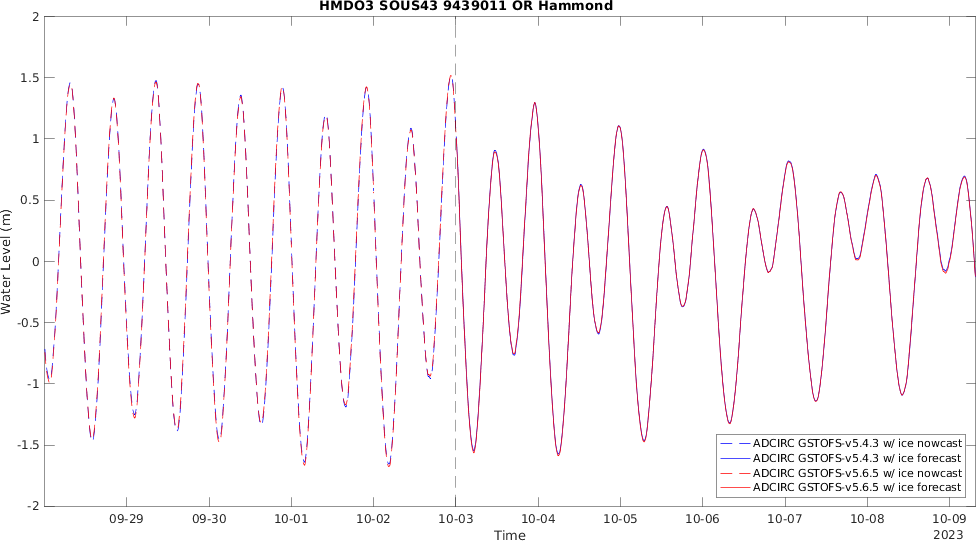 HMDO3 SOUS43 9439011 OR Hammond
2
1.5
1
0.5
0
-0.5
-1
-1.5
-2
Water Level (m)
09-29 09-30 10-01 10-02 10-03 10-04 10-05 10-06 10-07 10-08 10-09
Time
2023
ADCIRC GSTOFS-v5.4.3 w/ ice nowcast
ADCIRC GSTOFS-v5.4.3 w/ ice forecast
ADCIRC GSTOFS-v5.6.5 w/ ice nowcast
ADCIRC GSTOFS-v5.6.5 w/ ice forecast